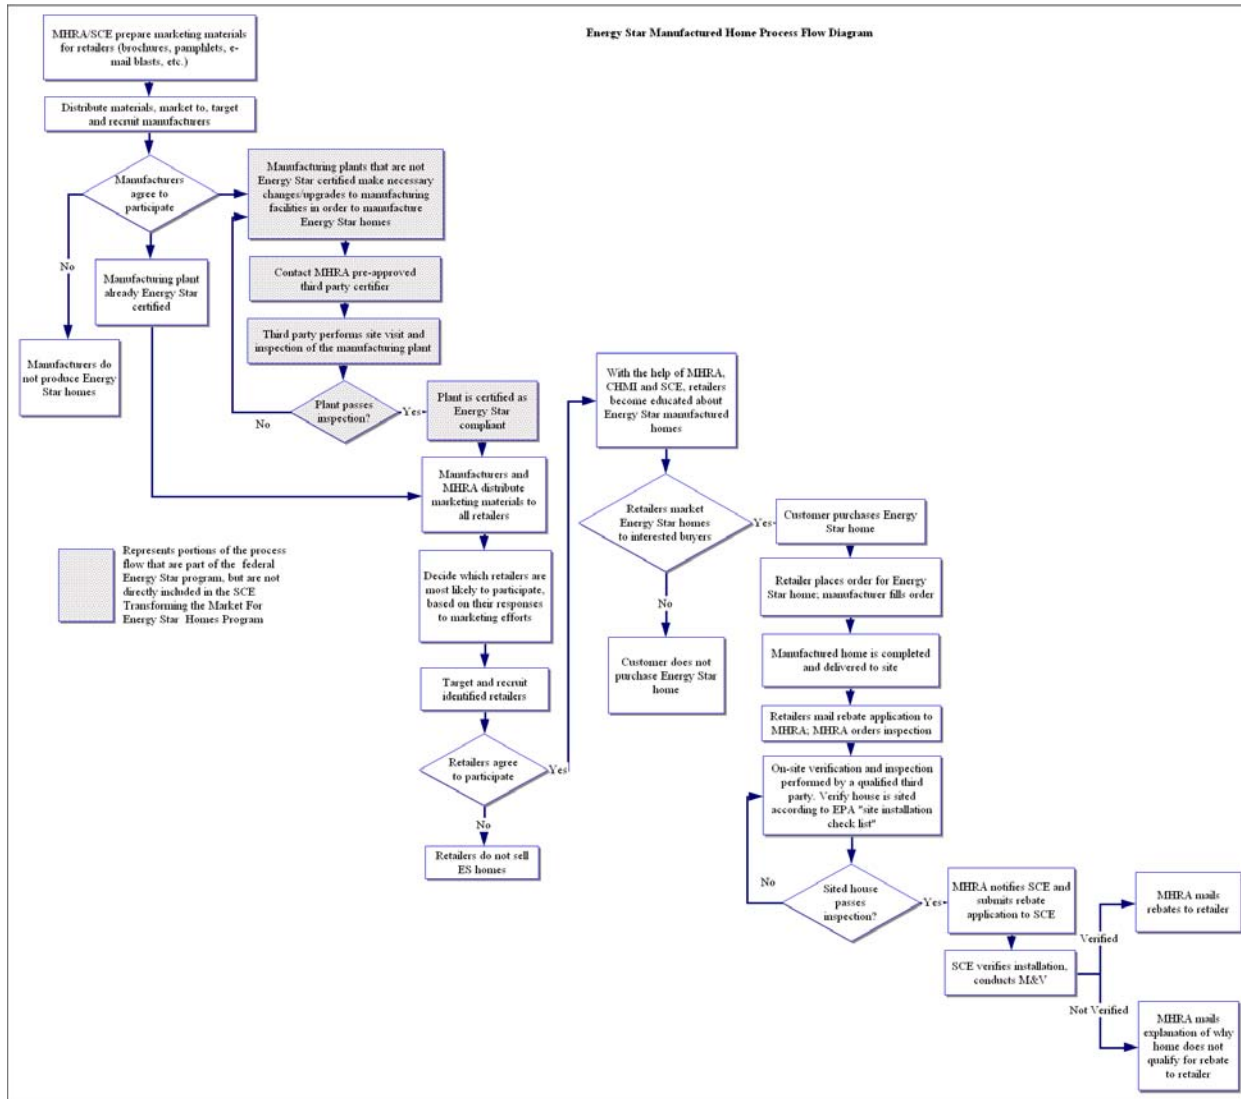 Energy Star Manufactured Home Process Flow Diagram
MHRA/SCE prepare marketing materials
for retailers (brochures, pamphlets, e-
mail blasts, etc.)
Distribute materials, market to, target
and recruit manufacturers
Manufacturers
agree to
participate
No
Manufacturers do
not produce Energy
Star homes
Manufacturing plant
already Energy Star
certified
Manufacturing plants that are not
Energy Star certified make necessary
changes/upgrades to manufacturing
facilities in order to manufacture
Energy Star homes
Contact MHRA pre-approved
third party certifier
Third party performs site visit and
inspection of the manufacturing plant
Plant passes
inspection?
No
Yes
Plant is certified as
Energy Star
compliant
Manufacturers and
MHRA distribute
marketing materials to
all retailers
Decide which retailers are
most likely to participate,
based on their responses
to marketing efforts
Target and recruit
identified retailers
Retailers agree
to participate
Yes
No
Retailers do not sell
ES homes
Represents portions of the process
flow that are part of the federal
Energy Star program, but are not
directly included in the SCE
Transforming the Market For
Energy Star Homes Program
With the help of MHRA,
CHMI and SCE, retailers
become educated about
Energy Star manufactured
homes
Retailers market
Energy Star homes
to interested buyers
Yes
No
Customer does not
purchase Energy Star
home
Customer purchases Energy
Star home
Retailer places order for Energy
Star home; manufacturer fills order
Manufactured home is completed
and delivered to site
Retailers mail rebate application to
MHRA; MHRA orders inspection
On-site verification and inspection
performed by a qualified third
party. Verify house is sited
according to EPA "site installation
check list"
Sited house
passes
inspection?
No
Yes
MHRA notifies SCE and
submits rebate
application to SCE
SCE verifies installation,
conducts M&V
Verified
MHRA mails
rebates to retailer
Not Verified
MHRA mails
explanation of why
home does not
qualify for rebate
to retailer